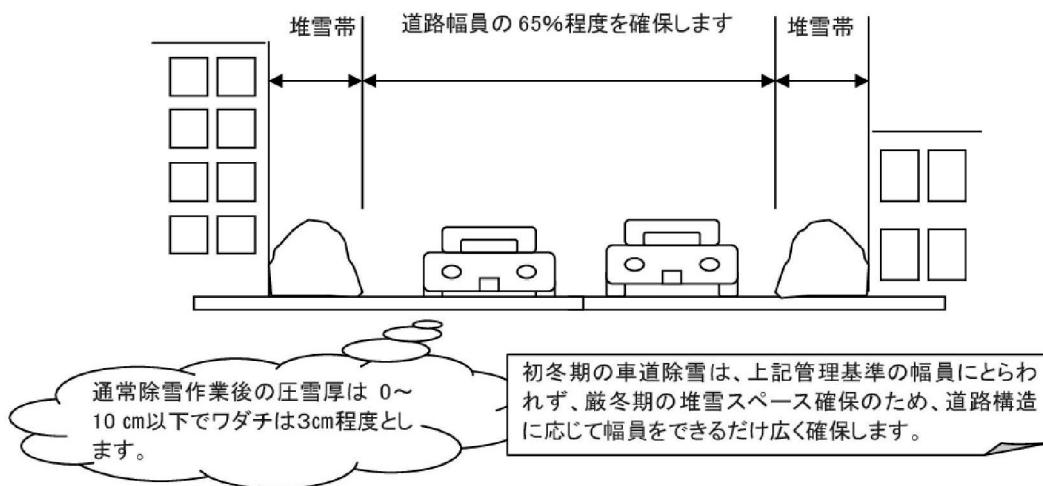 堆雪帯
道路幅員の 65%程度を確保します
堆雪帯
通常除雪作業後の圧雪厚は 0〜
10 cm以下でワダチは3cm程度とし
ます。
初冬期の車道除雪は、上記管理基準の幅員にとらわ
れず、厳冬期の堆雪スペース確保のため、道路構造
に応じて幅員をできるだけ広く確保します。